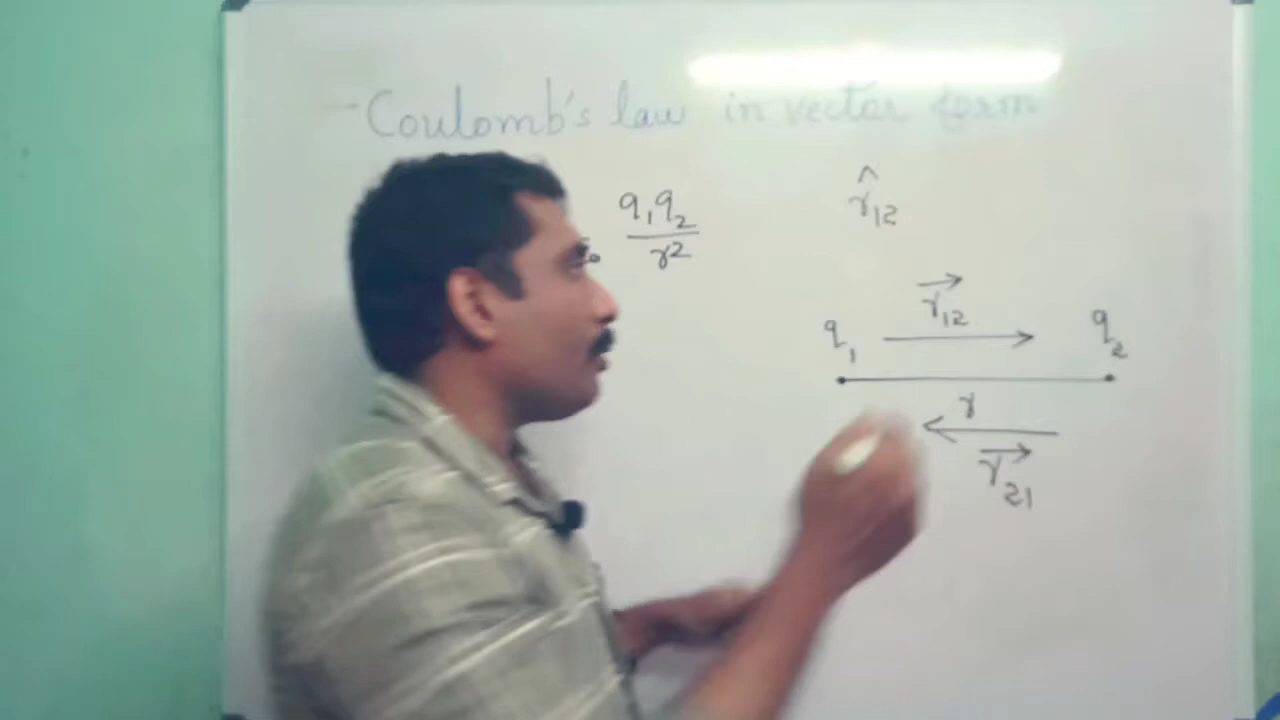 Coulomb's law in vector form
q₁q₂ / r²
r̂₁₂
r⃗₁₂
q₁ q₂
r
r⃗₂₁